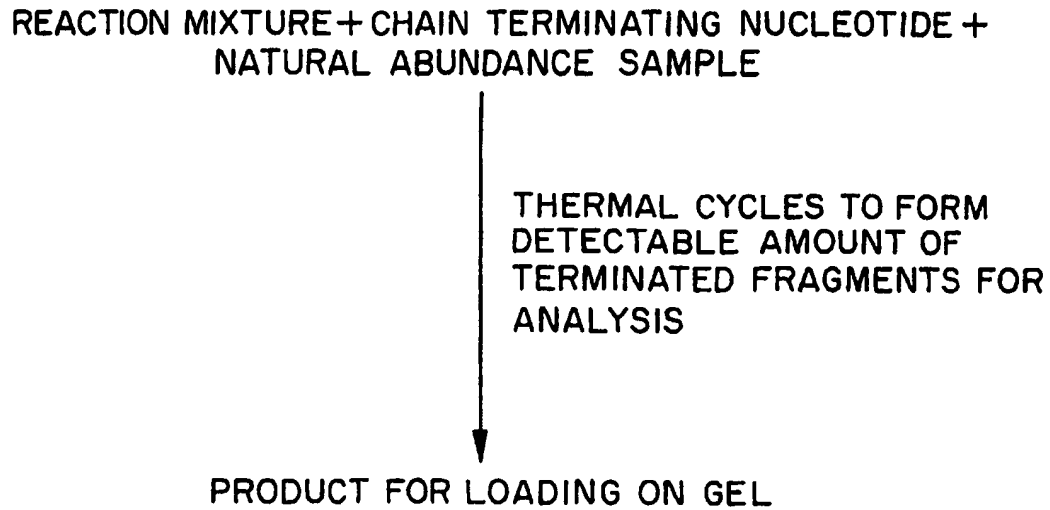 REACTION MIXTURE+CHAIN TERMINATING NUCLEOTIDE+
NATURAL ABUNDANCE SAMPLE
THERMAL CYCLES TO FORM
DETECTABLE AMOUNT OF
TERMINATED FRAGMENTS FOR
ANALYSIS
PRODUCT FOR LOADING ON GEL